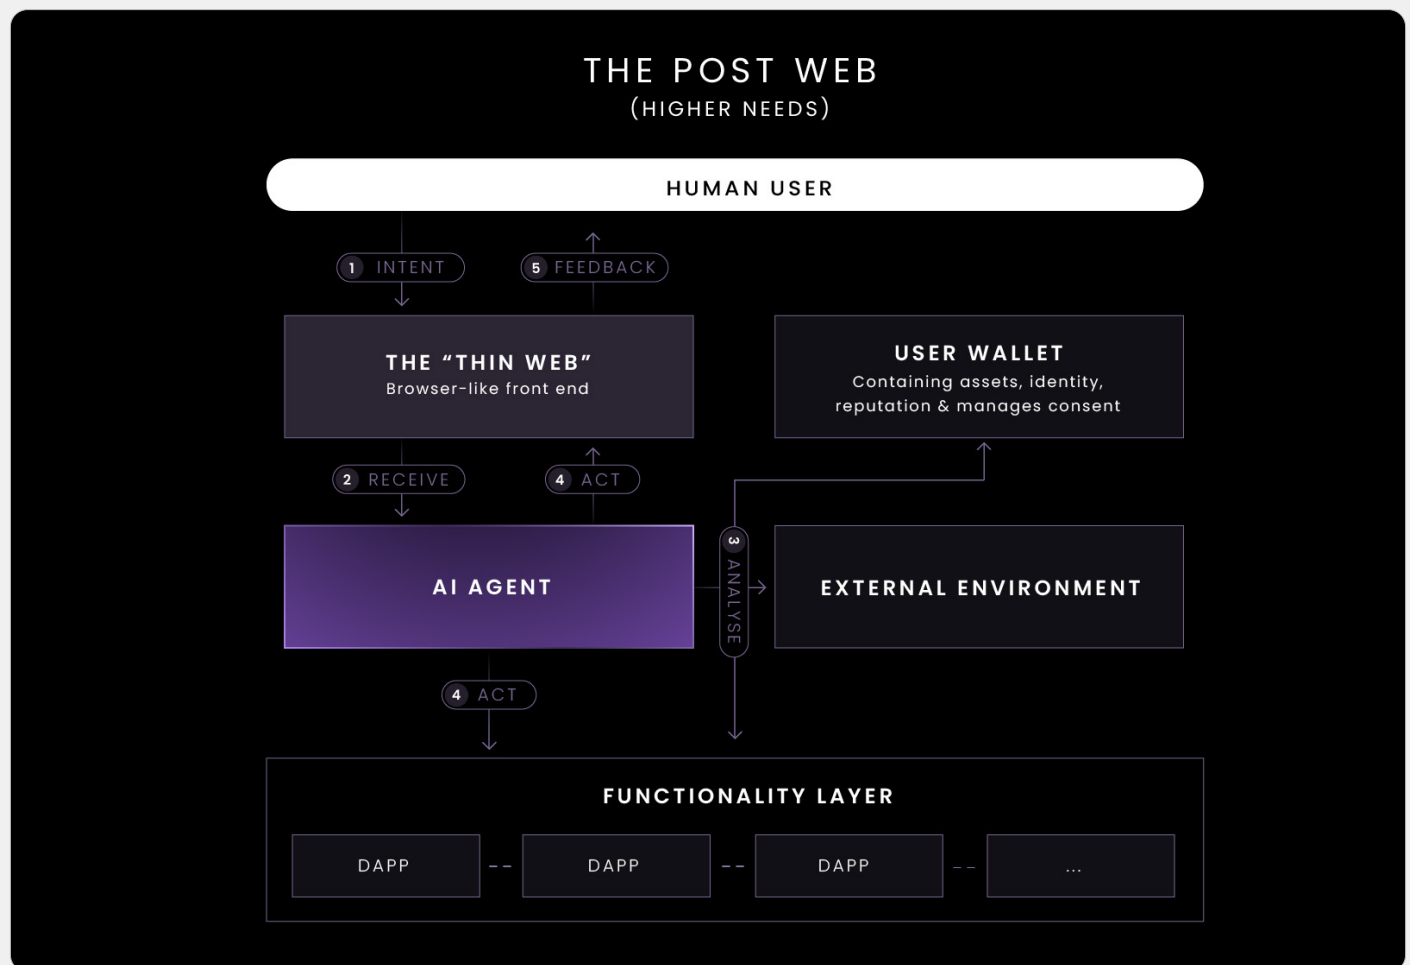 THE POST WEB
(HIGHER NEEDS)
HUMAN USER
1 INTENT
5 FEEDBACK
THE “THIN WEB”
Browser-like front end
USER WALLET
Containing assets, identity,
reputation & manages consent
2 RECEIVE
4 ACT
3 ANALYSE
AI AGENT
EXTERNAL ENVIRONMENT
4 ACT
FUNCTIONALITY LAYER
DAPP -- DAPP -- DAPP -- ...